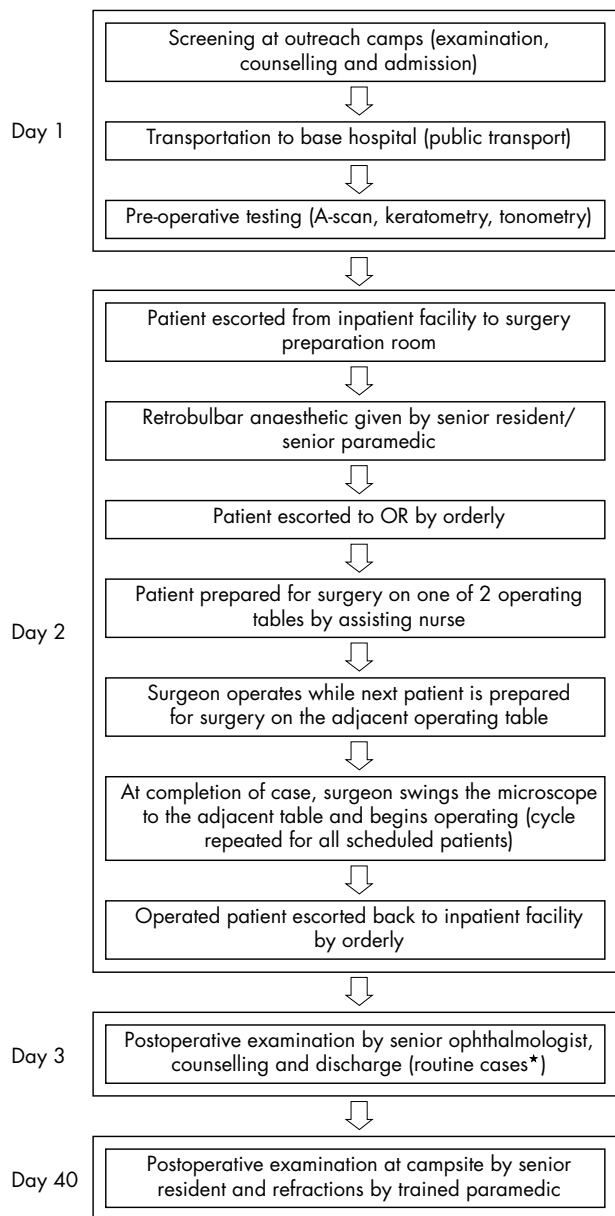 Screening at outreach camps (examination,
counselling and admission)
Day 1
Transportation to base hospital (public transport)
Pre-operative testing (A-scan, keratometry, tonometry)
Patient escorted from inpatient facility to surgery
preparation room
Retrobulbar anaesthetic given by senior resident/
senior paramedic
Patient escorted to OR by orderly
Patient prepared for surgery on one of 2 operating
tables by assisting nurse
Day 2
Surgeon operates while next patient is prepared
for surgery on the adjacent operating table
At completion of case, surgeon swings the microscope
to the adjacent table and begins operating (cycle
repeated for all scheduled patients)
Operated patient escorted back to inpatient facility
by orderly
Day 3
Postoperative examination by senior ophthalmologist,
counselling and discharge (routine cases★)
Day 40
Postoperative examination at campsite by senior
resident and refractions by trained paramedic